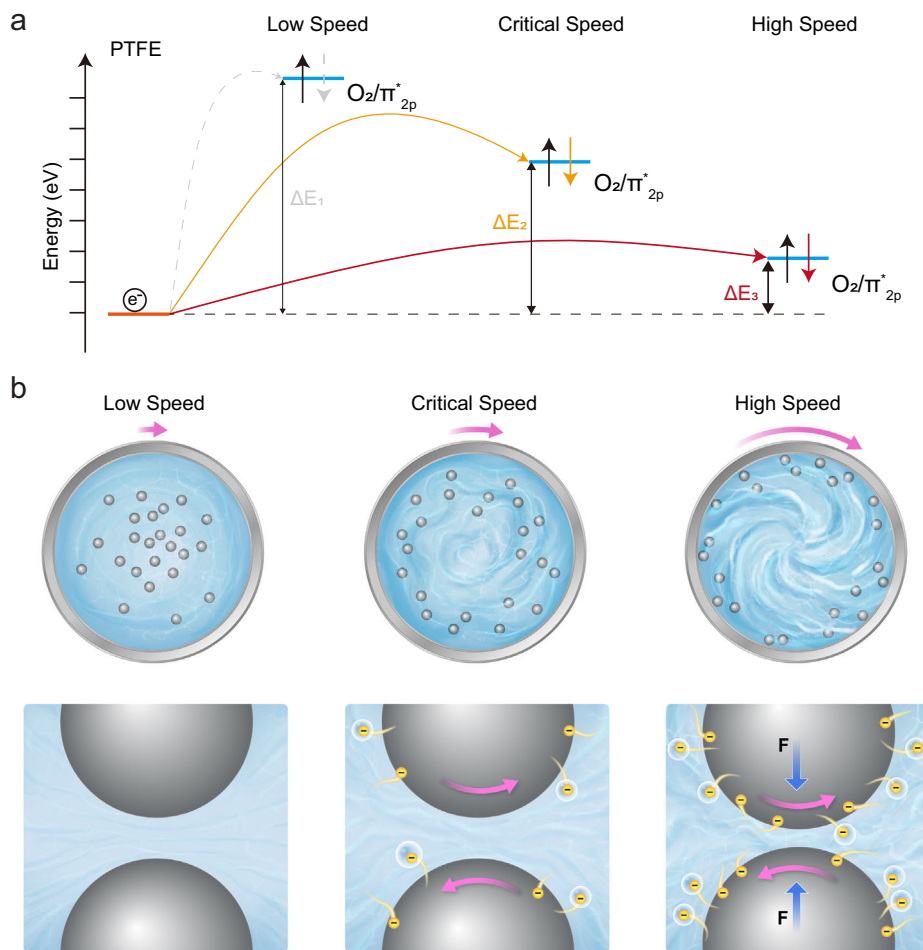 a
Low Speed Critical Speed High Speed
PTFE
O₂/π*₂p
O₂/π*₂p
ΔE₁
ΔE₂
Energy (eV)
O₂/π*₂p
ΔE₃
e⁻
b
Low Speed Critical Speed High Speed
F
F